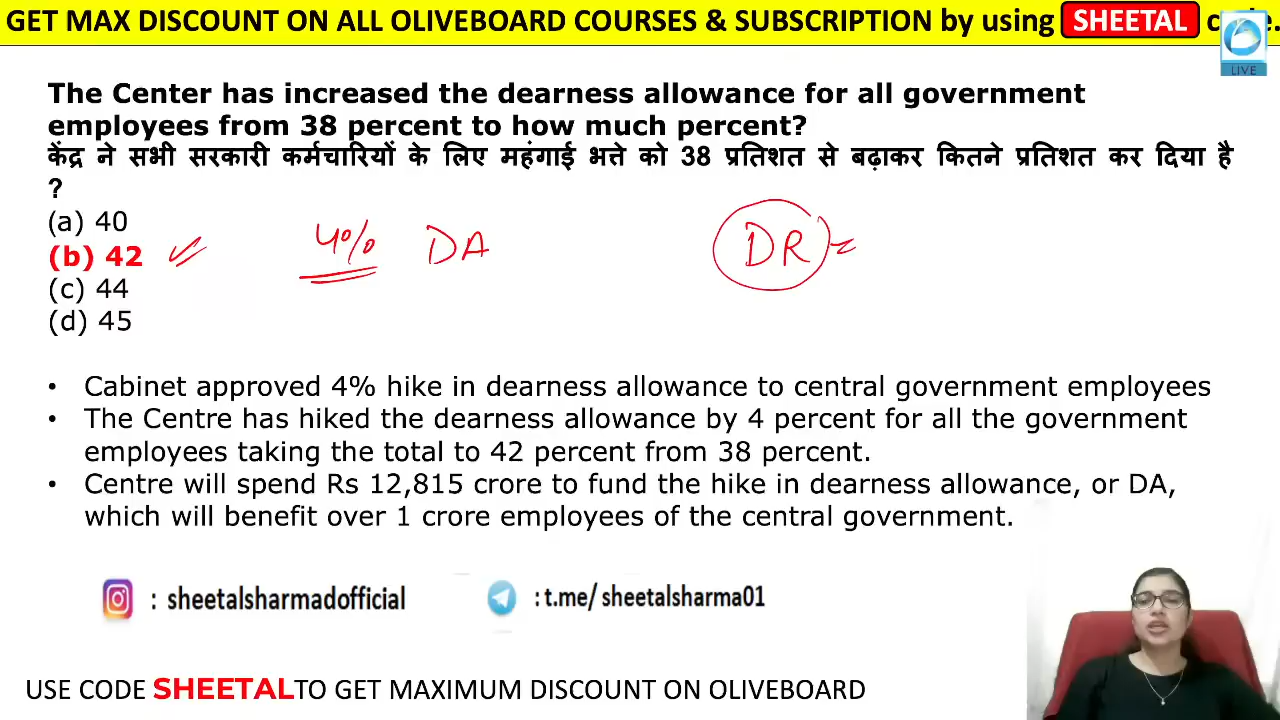 GET MAX DISCOUNT ON ALL OLIVEBOARD COURSES & SUBSCRIPTION by using SHEETAL code.
LIVE
The Center has increased the dearness allowance for all government
employees from 38 percent to how much percent?
केंद्र ने सभी सरकारी कर्मचारियों के लिए महंगाई भत्ते को 38 प्रतिशत से बढ़ाकर कितने प्रतिशत कर दिया है
?
(a) 40
(b) 42
4% DA
DR
(c) 44
(d) 45
• Cabinet approved 4% hike in dearness allowance to central government employees
• The Centre has hiked the dearness allowance by 4 percent for all the government
employees taking the total to 42 percent from 38 percent.
• Centre will spend Rs 12,815 crore to fund the hike in dearness allowance, or DA,
which will benefit over 1 crore employees of the central government.
: sheetalsharmadofficial
: t.me/ sheetalsharma01
USE CODE SHEETALTO GET MAXIMUM DISCOUNT ON OLIVEBOARD